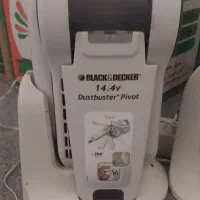 BLACK&DECKER
14.4v
Dustbuster® Pivot